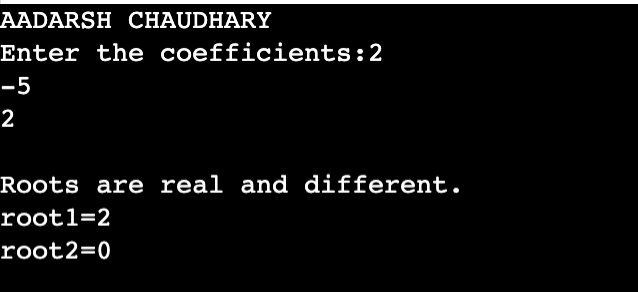 AADARSH CHAUDHARY
Enter the coefficients:2
-5
2
Roots are real and different.
root1=2
root2=0